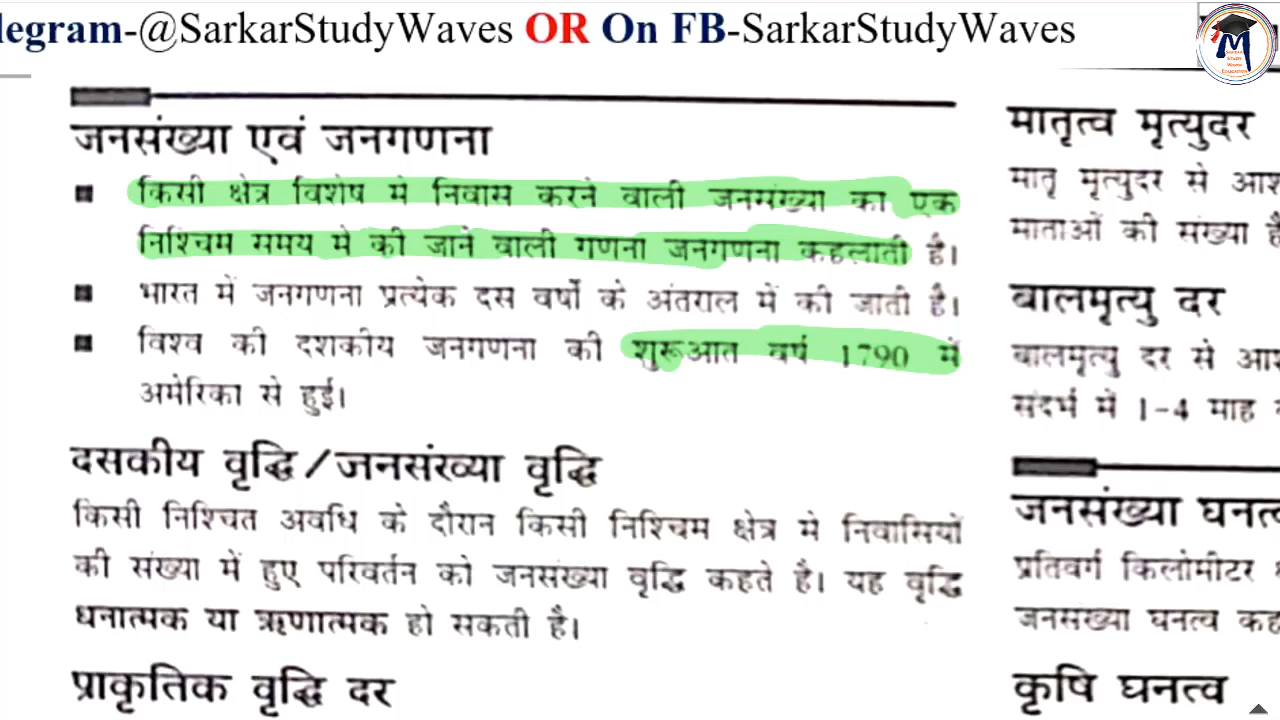 legram-@SarkarStudyWaves OR On FB-SarkarStudyWaves
जनसंख्या एवं जनगणना
■ किसी क्षेत्र विशेष मे निवास करने वाली जनसंख्या का एक
निश्चिम समय मे की जाने वाली गणना जनगणना कहलाती है।
■ भारत में जनगणना प्रत्येक दस वर्षों के अंतराल में की जाती है।
■ विश्व की दशकीय जनगणना की शुरूआत वर्ष 1790 मे
अमेरिका से हुई।
दसकीय वृद्धि/जनसंख्या वृद्धि
किसी निश्चित अवधि के दौरान किसी निश्चिम क्षेत्र मे निवासियों
की संख्या में हुए परिवर्तन को जनसंख्या वृद्धि कहते है। यह वृद्धि
धनात्मक या ऋणात्मक हो सकती है।
प्राकृतिक वृद्धि दर
मातृत्व मृत्युदर
मातृ मृत्युदर से आश
माताओं की संख्या है
बालमृत्यु दर
बालमृत्यु दर से आश
संदर्भ में 1-4 माह
जनसंख्या घनत्व
प्रतिवर्ग किलोमीटर
जनसख्या घनत्व कह
कृषि घनत्व